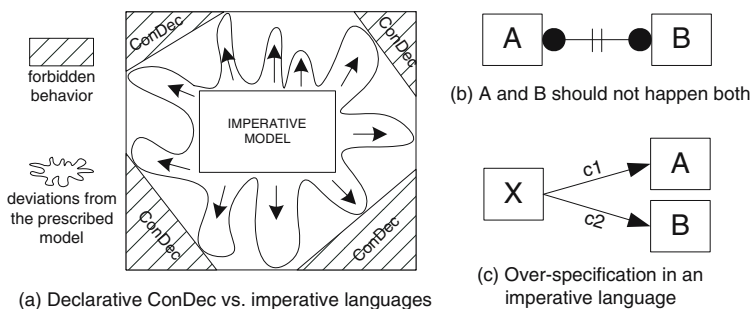 forbidden
behavior
deviations from
the prescribed
model
ConDec
ConDec
IMPERATIVE
MODEL
ConDec
ConDec
(a) Declarative ConDec vs. imperative languages
A
B
(b) A and B should not happen both
X
c1
c2
A
B
(c) Over-specification in an
imperative language